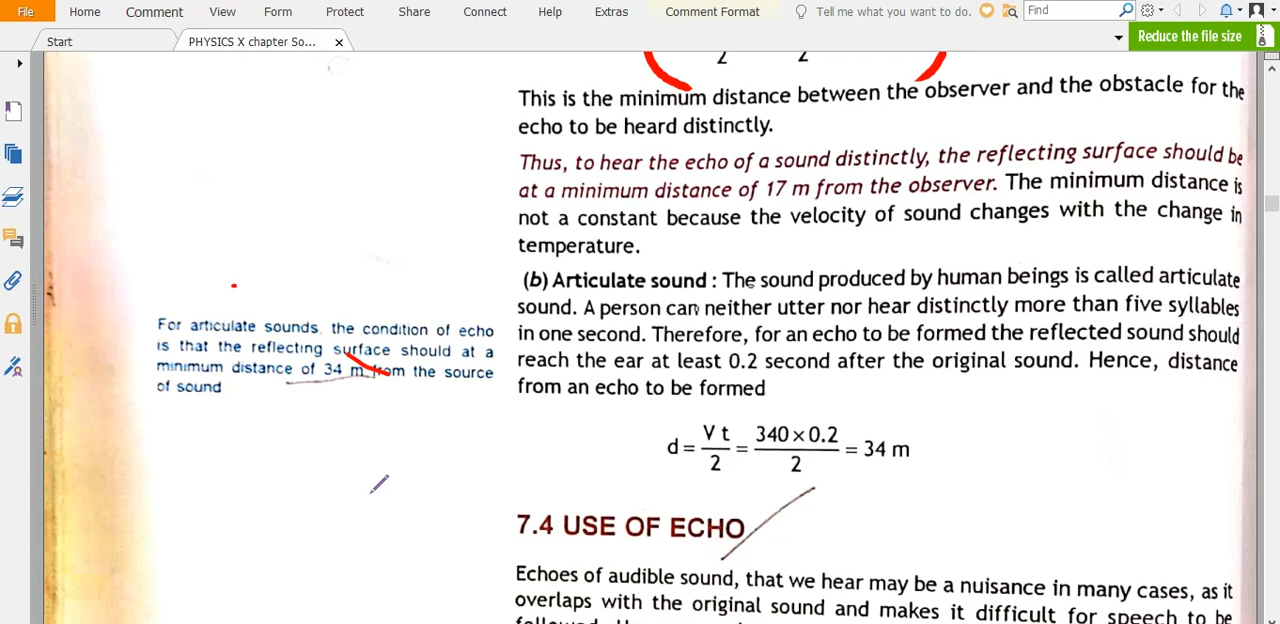 File Home Comment View Form Protect Share Connect Help Extras Comment Format Tell me what you want to do. Find
Start PHYSICS X chapter So... Reduce the file size
2 2
This is the minimum distance between the observer and the obstacle for the
echo to be heard distinctly.
Thus, to hear the echo of a sound distinctly, the reflecting surface should be
at a minimum distance of 17 m from the observer. The minimum distance is
not a constant because the velocity of sound changes with the change in
temperature.
(b) Articulate sound : The sound produced by human beings is called articulate
sound. A person can neither utter nor hear distinctly more than five syllables
in one second. Therefore, for an echo to be formed the reflected sound should
reach the ear at least 0.2 second after the original sound. Hence, distance
from an echo to be formed
For articulate sounds, the condition of echo
is that the reflecting surface should at a
minimum distance of 34 m from the source
of sound
d = V t / 2 = 340 × 0.2 / 2 = 34 m
7.4 USE OF ECHO
Echoes of audible sound, that we hear may be a nuisance in many cases, as it
overlaps with the original sound and makes it difficult for speech to be